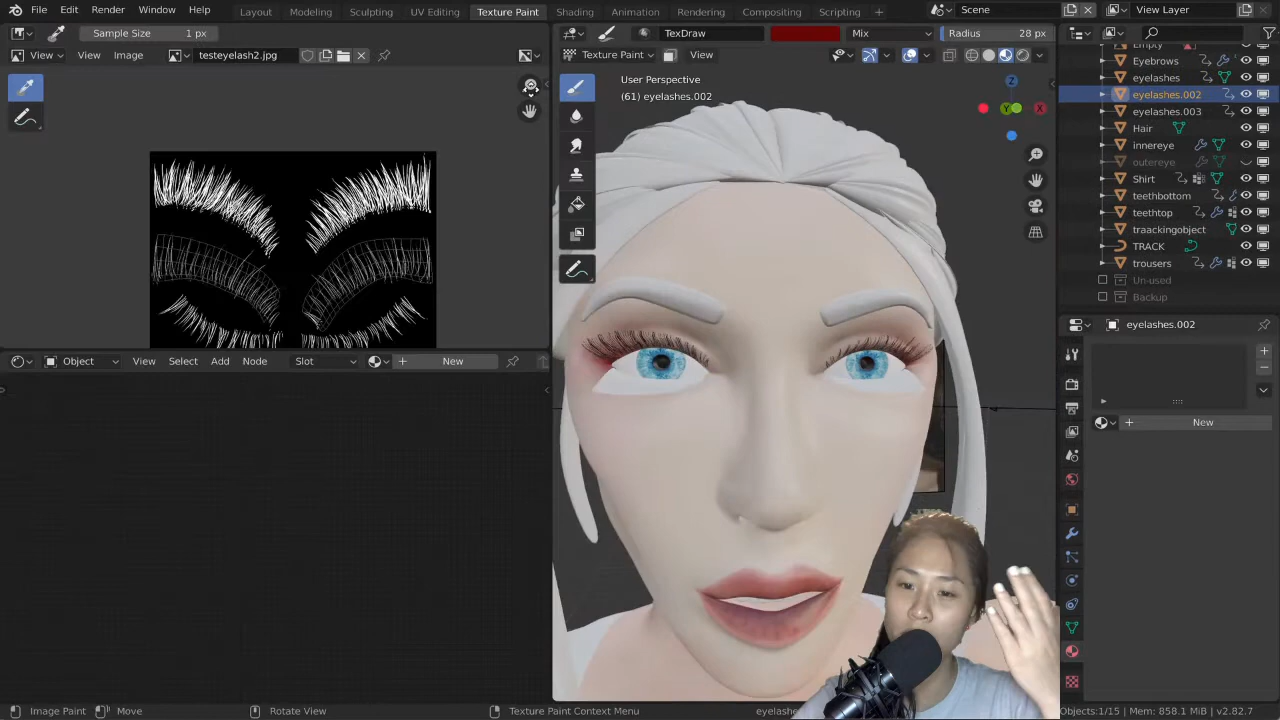 File Edit Render Window Help Layout Modeling Sculpting UV Editing Texture Paint Shading Animation Rendering Compositing Scripting + Scene View Layer
Sample Size 1 px
TexDraw Mix Radius 28 px
View View Image testeyelash2.jpg
Texture Paint View
User Perspective
(61) eyelashes.002
Z
Y
X
Empty
Eyebrows
eyelashes
eyelashes.002
eyelashes.003
Hair
innereye
outereye
Shirt
teethbottom
teethtop
traackingobject
TRACK
trousers
Un-used
Backup
eyelashes.002
Object View Select Add Node Slot New
New
Image Paint Move Rotate View Texture Paint Context Menu
Objects:1/15 | Mem: 858.1 MiB | v2.82.7